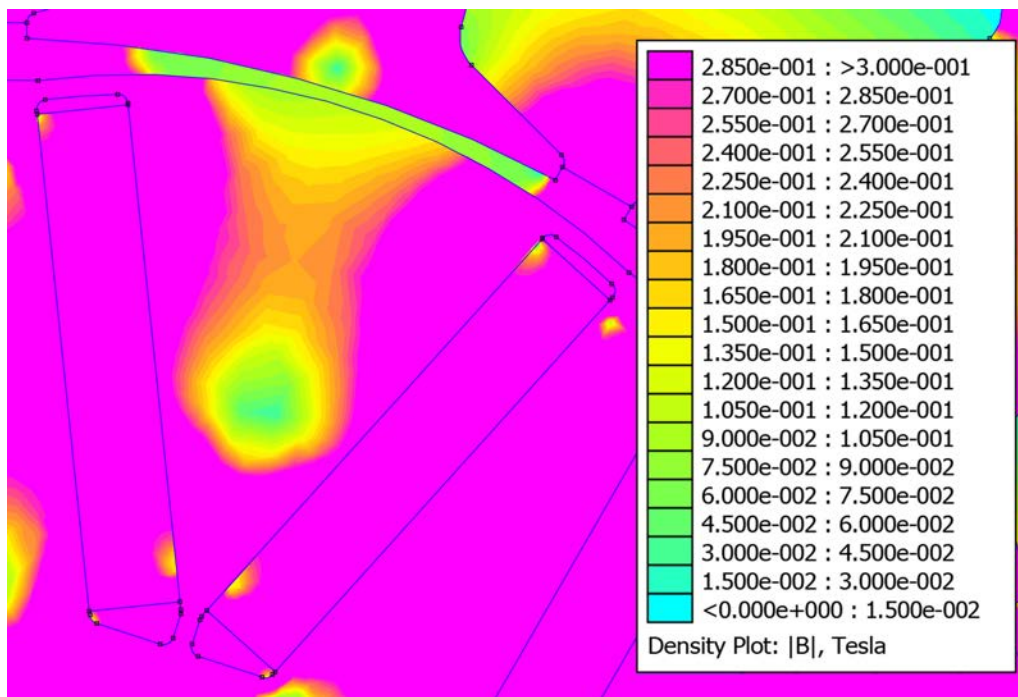 2.850e-001 : >3.000e-001
2.700e-001 : 2.850e-001
2.550e-001 : 2.700e-001
2.400e-001 : 2.550e-001
2.250e-001 : 2.400e-001
2.100e-001 : 2.250e-001
1.950e-001 : 2.100e-001
1.800e-001 : 1.950e-001
1.650e-001 : 1.800e-001
1.500e-001 : 1.650e-001
1.350e-001 : 1.500e-001
1.200e-001 : 1.350e-001
1.050e-001 : 1.200e-001
9.000e-002 : 1.050e-001
7.500e-002 : 9.000e-002
6.000e-002 : 7.500e-002
4.500e-002 : 6.000e-002
3.000e-002 : 4.500e-002
1.500e-002 : 3.000e-002
<0.000e+000 : 1.500e-002
Density Plot: |B|, Tesla